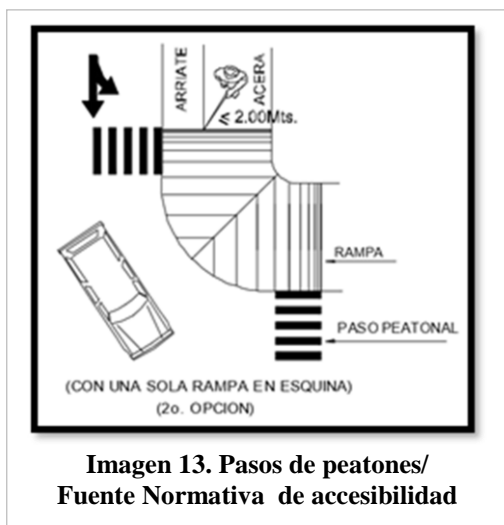 ARRIATE
ACERA
≤ 2.00Mts.
RAMPA
PASO PEATONAL
(CON UNA SOLA RAMPA EN ESQUINA)
(2o. OPCION)
Imagen 13. Pasos de peatones/
Fuente Normativa de accesibilidad